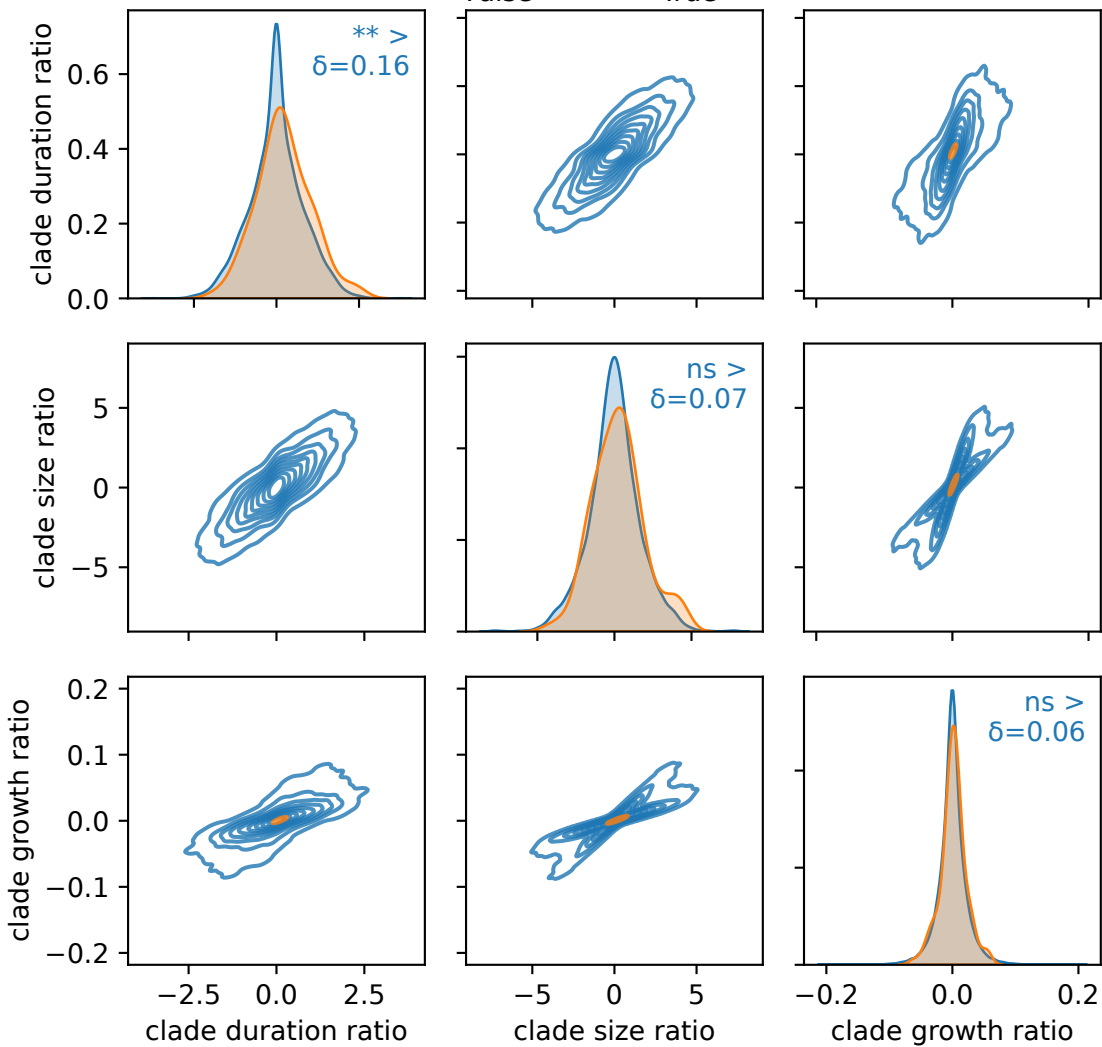 clade duration ratio
0.6
0.4
0.2
0.0
** >
δ=0.16
clade size ratio
5
0
−5
ns >
δ=0.07
clade growth ratio
0.2
0.1
0.0
−0.1
−0.2
ns >
δ=0.06
−2.5 0.0 2.5
−5 0 5
−0.2 0.0 0.2
clade duration ratio
clade size ratio
clade growth ratio